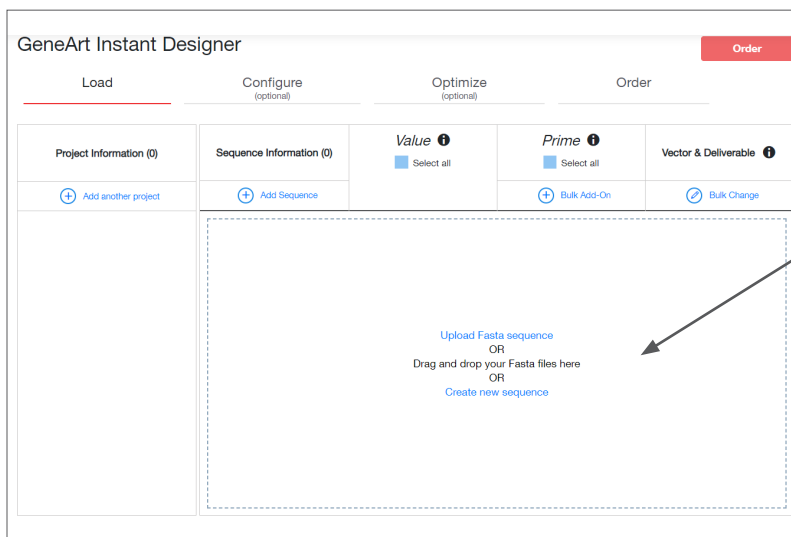 GeneArt Instant Designer
Order
Load
Configure
(optional)
Optimize
(optional)
Order
Project Information (0)
Sequence Information (0)
Value
Select all
Prime
Select all
Vector & Deliverable
Add another project
Add Sequence
Bulk Add-On
Bulk Change
Upload Fasta sequence
OR
Drag and drop your Fasta files here
OR
Create new sequence